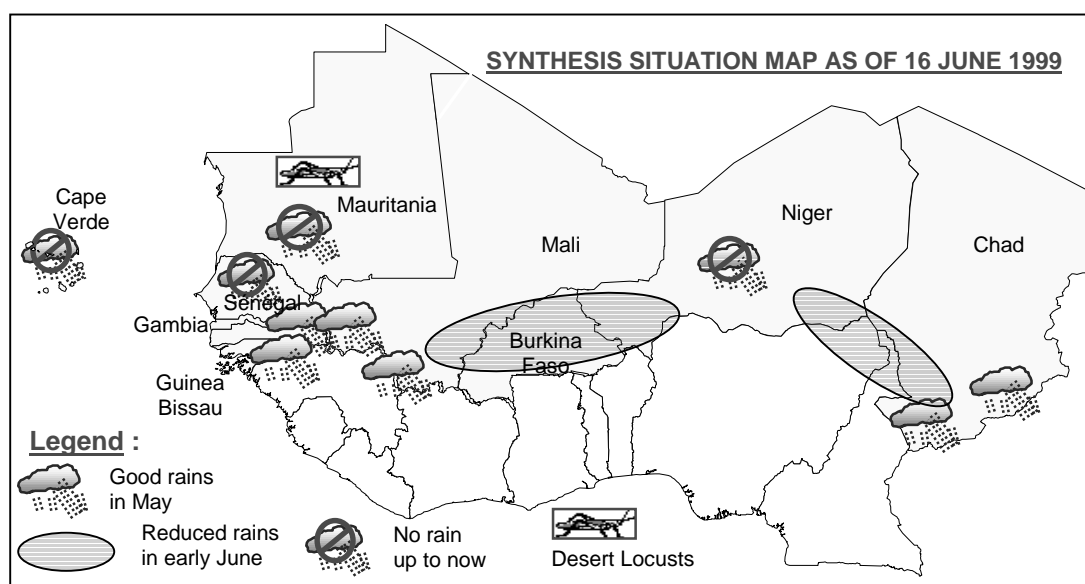 SYNTHESIS SITUATION MAP AS OF 16 JUNE 1999
Cape
Verde
Mauritania
Mali
Niger
Chad
Sénégal
Gambia
Burkina
Faso
Guinea
Bissau
Legend :
Good rains
in May
Reduced rains
in early June
No rain
up to now
Desert Locusts